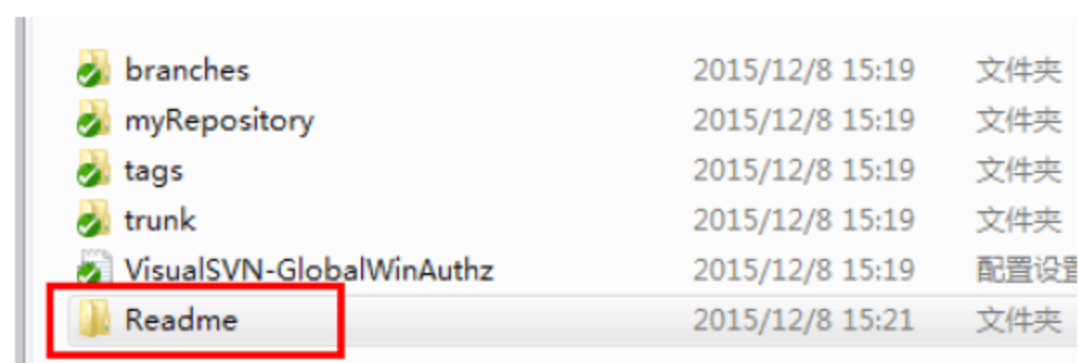 branches 2015/12/8 15:19 文件夹
myRepository 2015/12/8 15:19 文件夹
tags 2015/12/8 15:19 文件夹
trunk 2015/12/8 15:19 文件夹
VisualSVN-GlobalWinAuthz 2015/12/8 15:19 配置设置
Readme 2015/12/8 15:21 文件夹